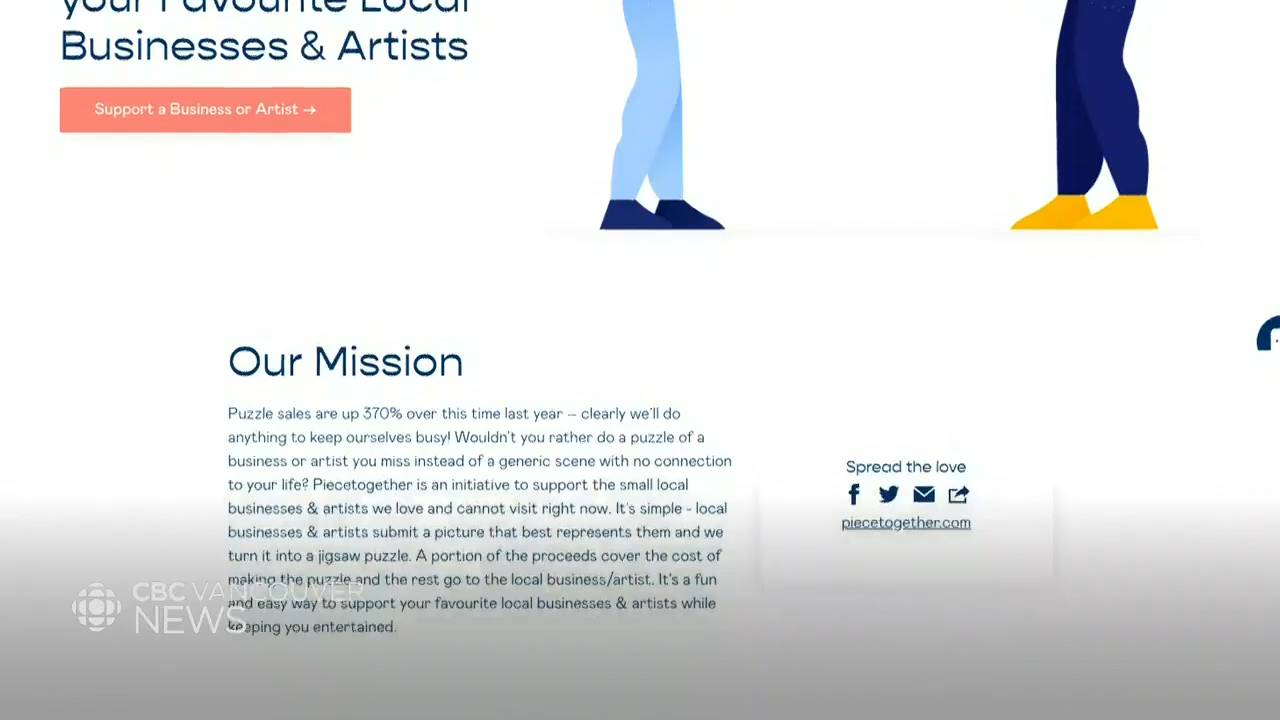 your Favourite Local
Businesses & Artists
Support a Business or Artist →
Our Mission
Puzzle sales are up 370% over this time last year – clearly we'll do
anything to keep ourselves busy! Wouldn't you rather do a puzzle of a
business or artist you miss instead of a generic scene with no connection
to your life? Piecetogether is an initiative to support the small local
businesses & artists we love and cannot visit right now. It's simple - local
businesses & artists submit a picture that best represents them and we
turn it into a jigsaw puzzle. A portion of the proceeds cover the cost of
making the puzzle and the rest go to the local business/artist. It's a fun
and easy way to support your favourite local businesses & artists while
keeping you entertained.
Spread the love
piecetogether.com
CBC VANCOUVER
NEWS